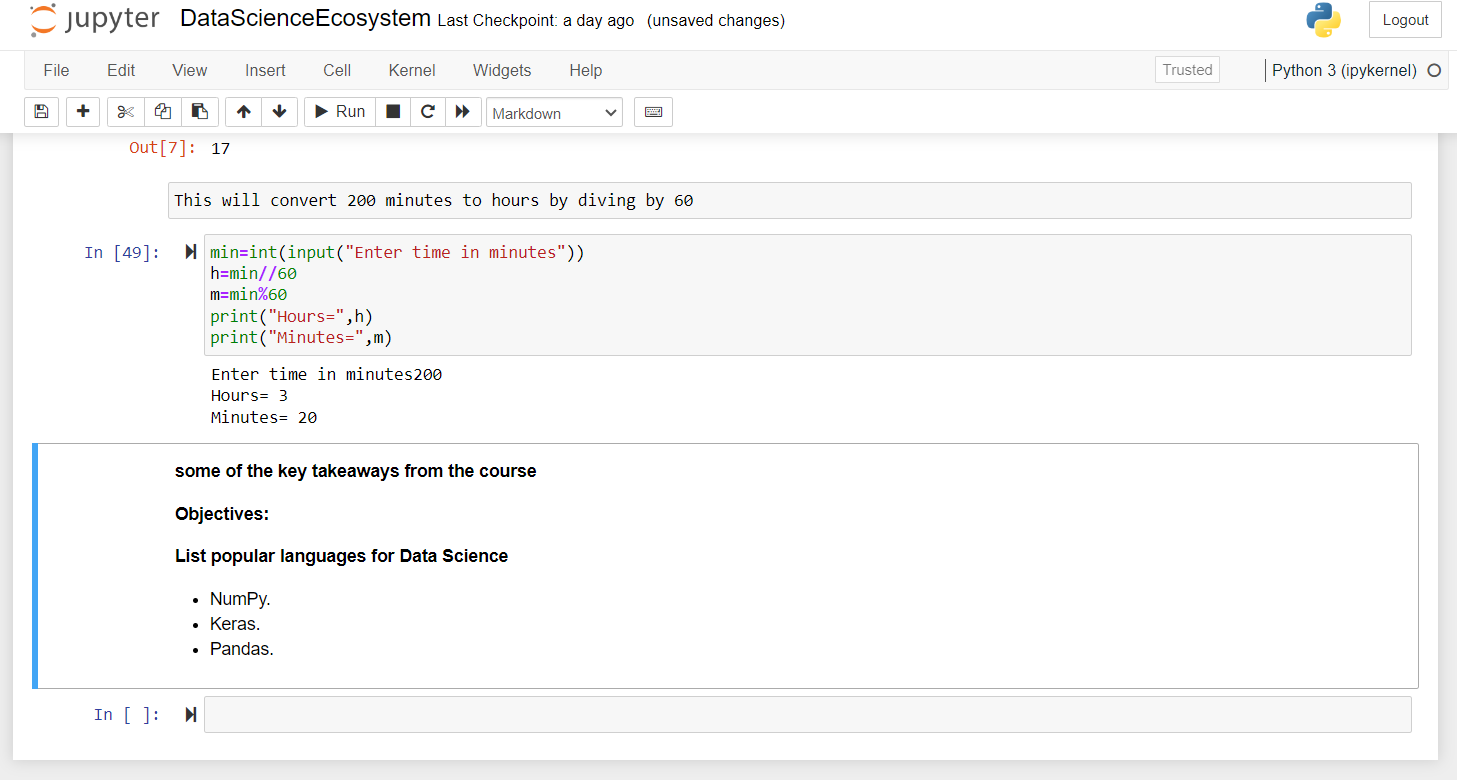 jupyter DataScienceEcosystem Last Checkpoint: a day ago (unsaved changes) Logout
File Edit View Insert Cell Kernel Widgets Help Trusted Python 3 (ipykernel)
Run Markdown
Out[7]: 17
This will convert 200 minutes to hours by diving by 60
In [49]: min=int(input("Enter time in minutes"))
h=min//60
m=min%60
print("Hours=",h)
print("Minutes=",m)
Enter time in minutes200
Hours= 3
Minutes= 20
some of the key takeaways from the course
Objectives:
List popular languages for Data Science
• NumPy.
• Keras.
• Pandas.
In [ ]: